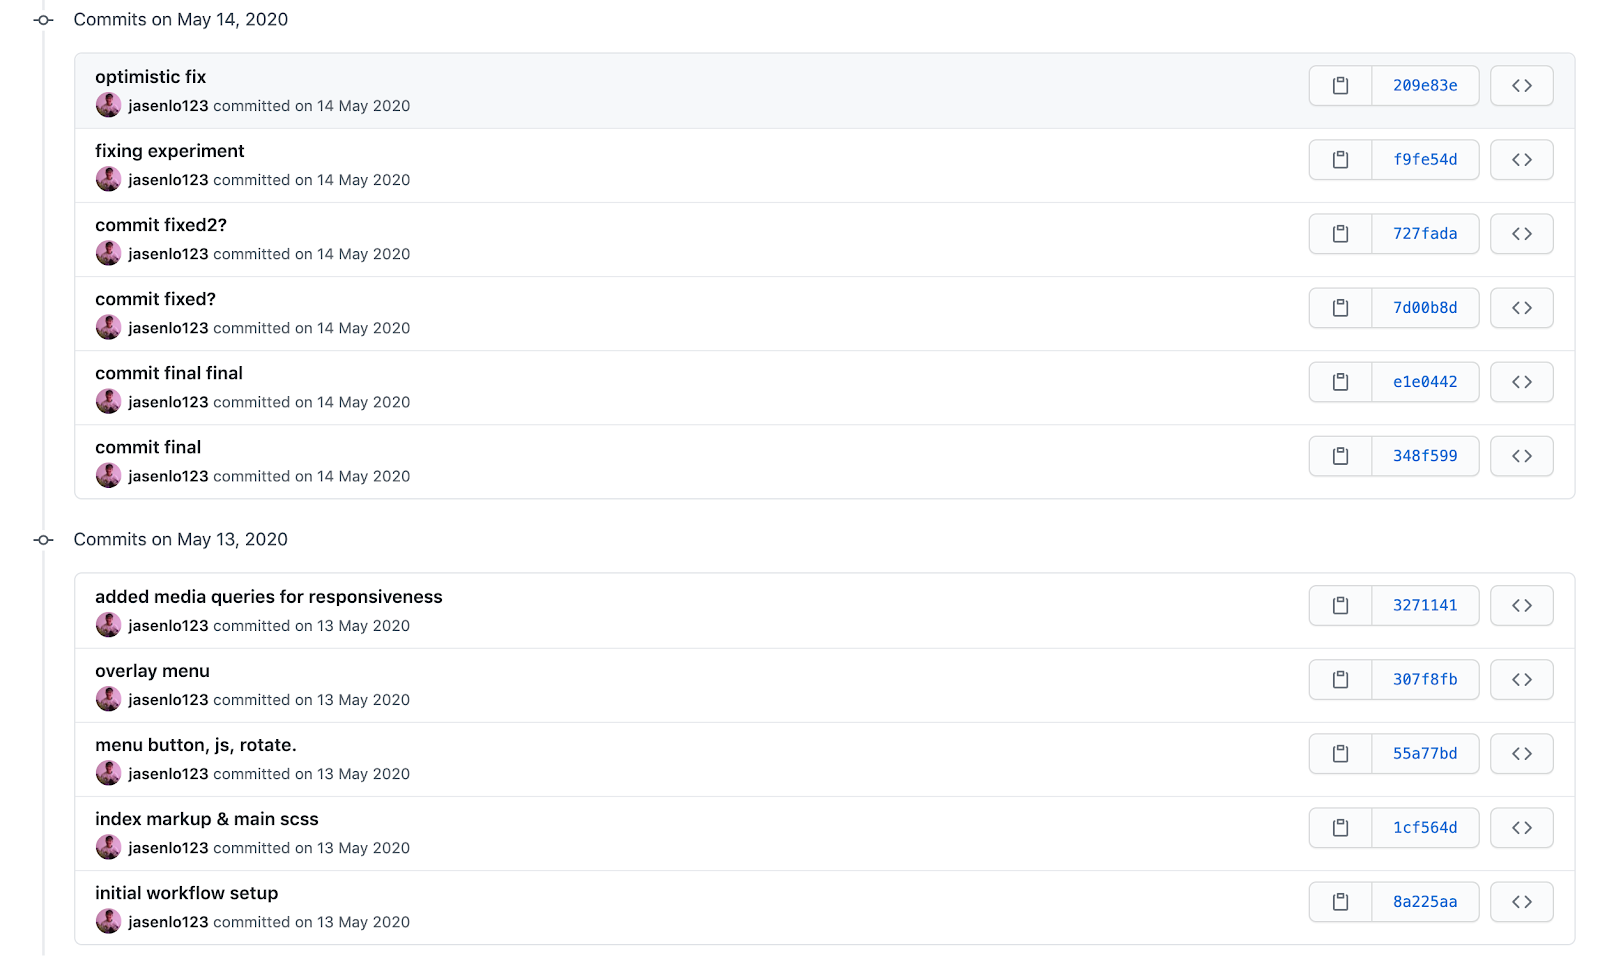 Commits on May 14, 2020
optimistic fix
209e83e
jasenlo123 committed on 14 May 2020
fixing experiment
f9fe54d
jasenlo123 committed on 14 May 2020
commit fixed2?
727fada
jasenlo123 committed on 14 May 2020
commit fixed?
7d00b8d
jasenlo123 committed on 14 May 2020
commit final final
e1e0442
jasenlo123 committed on 14 May 2020
commit final
348f599
jasenlo123 committed on 14 May 2020
Commits on May 13, 2020
added media queries for responsiveness
3271141
jasenlo123 committed on 13 May 2020
overlay menu
307f8fb
jasenlo123 committed on 13 May 2020
menu button, js, rotate.
55a77bd
jasenlo123 committed on 13 May 2020
index markup & main scss
1cf564d
jasenlo123 committed on 13 May 2020
initial workflow setup
8a225aa
jasenlo123 committed on 13 May 2020